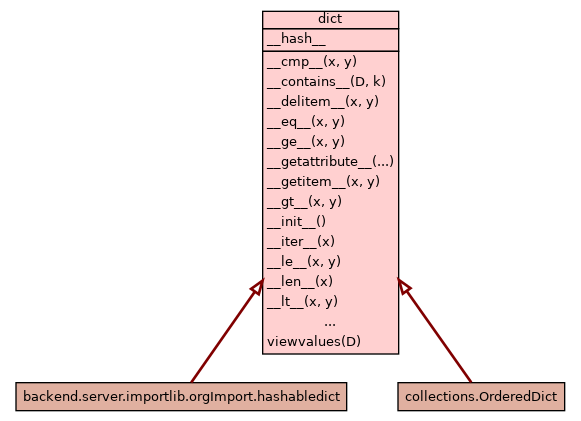 dict
__hash__
__cmp__(x, y)
__contains__(D, k)
__delitem__(x, y)
__eq__(x, y)
__ge__(x, y)
__getattribute__(...)
__getitem__(x, y)
__gt__(x, y)
__init__()
__iter__(x)
__le__(x, y)
__len__(x)
__lt__(x, y)
...
viewvalues(D)
backend.server.importlib.orgImport.hashabledict
collections.OrderedDict